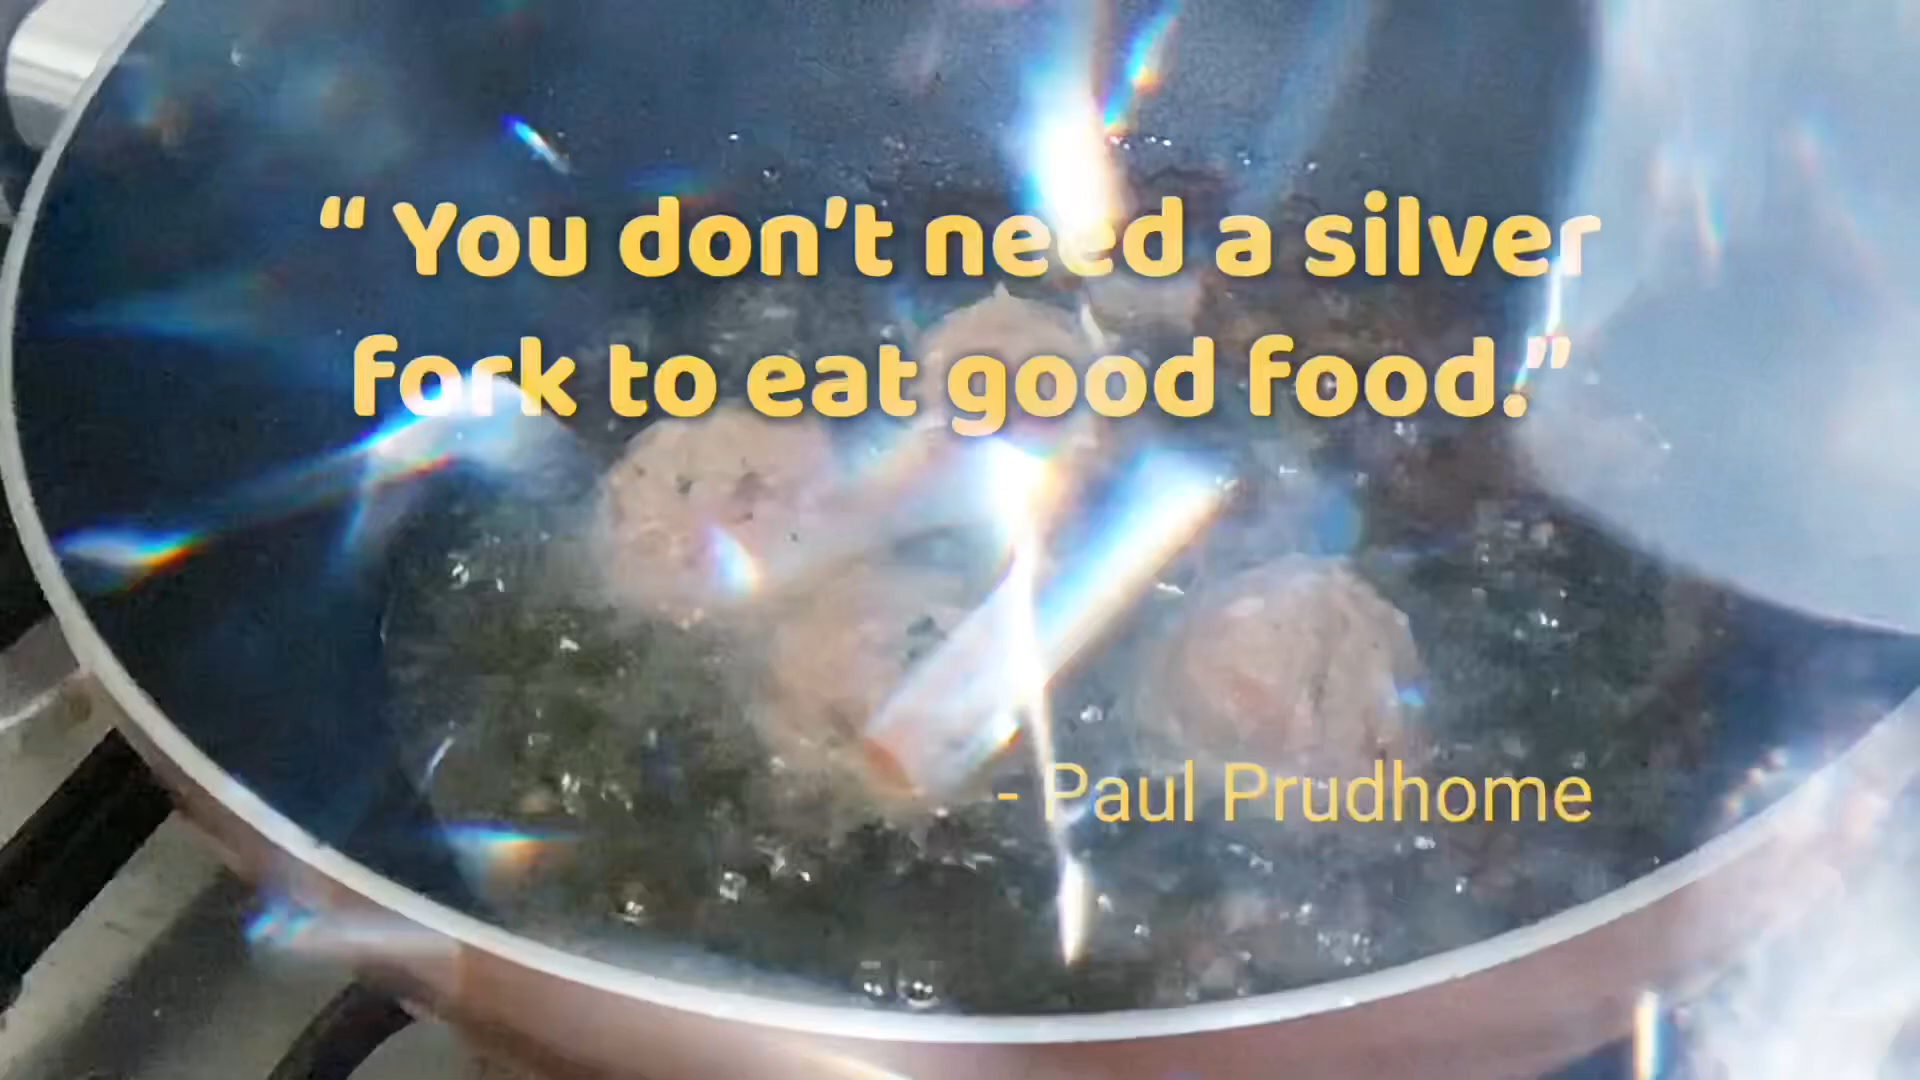 “ You don’t need a silver
fork to eat good food.”
- Paul Prudhome